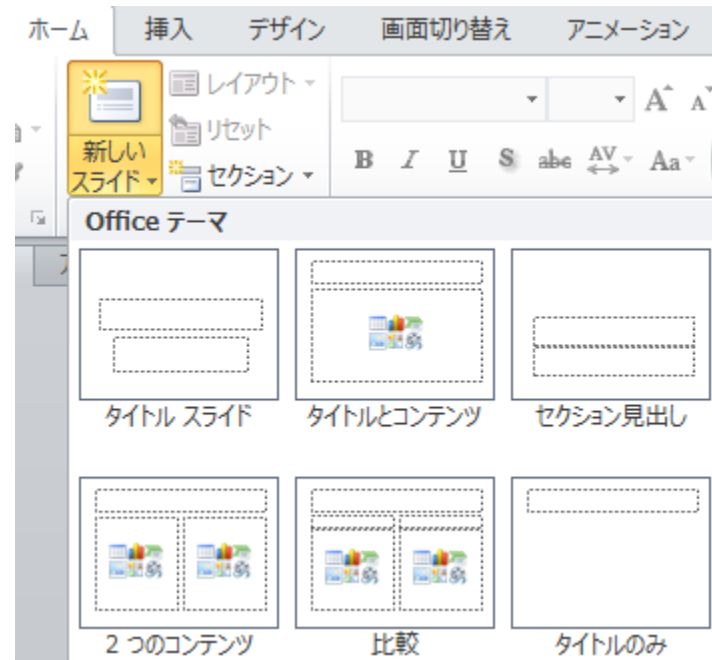 ホーム 挿入 デザイン 画面切り替え アニメーション
新しい
スライド
レイアウト
リセット
セクション
A A
B I U S abc AV Aa
Office テーマ
タイトル スライド タイトルとコンテンツ セクション見出し
2 つのコンテンツ 比較 タイトルのみ